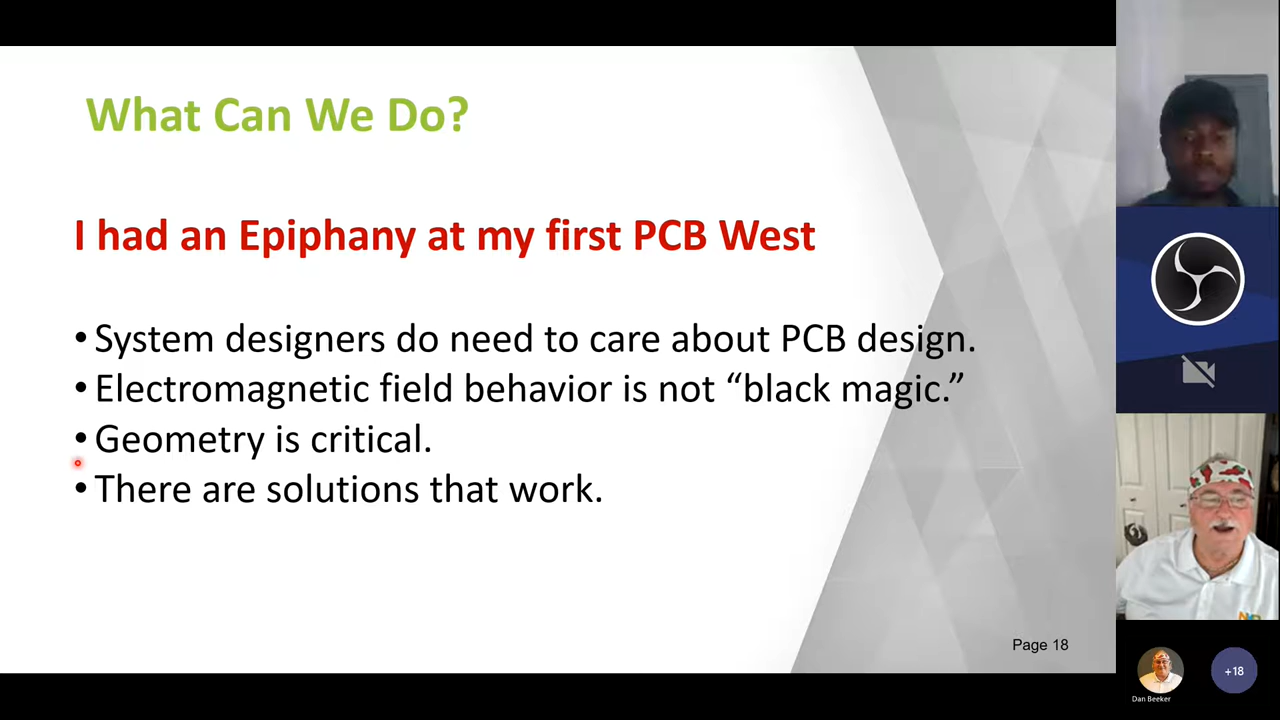 What Can We Do?
I had an Epiphany at my first PCB West
• System designers do need to care about PCB design.
• Electromagnetic field behavior is not “black magic.”
• Geometry is critical.
• There are solutions that work.
Page 18
Dan Beeker
+18